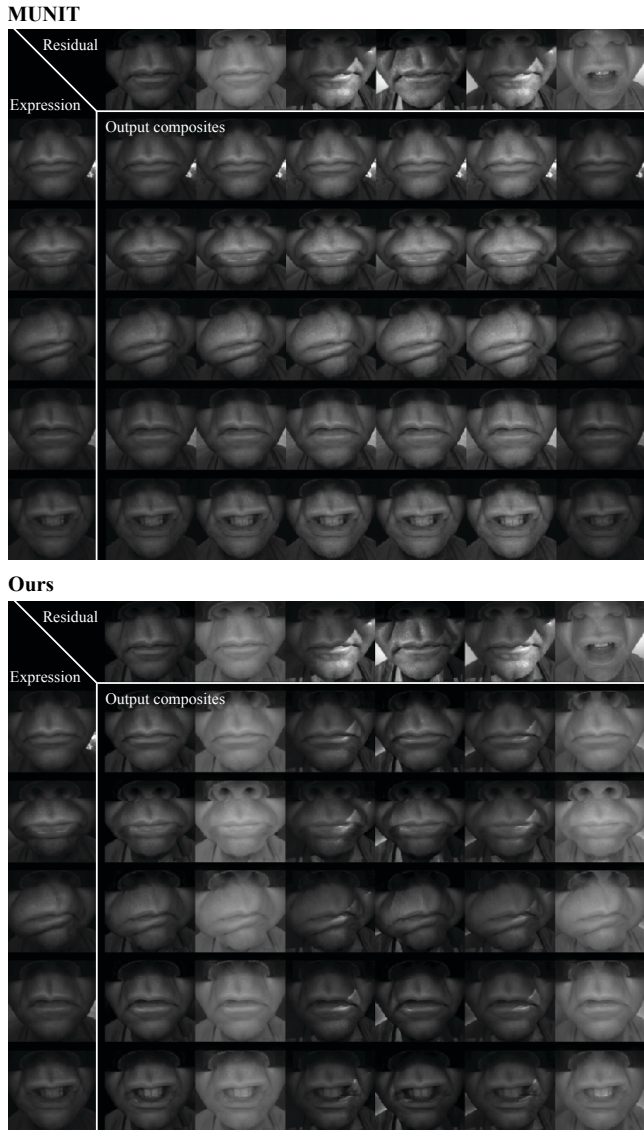 MUNIT
Residual
Expression
Output composites
Ours
Residual
Expression
Output composites